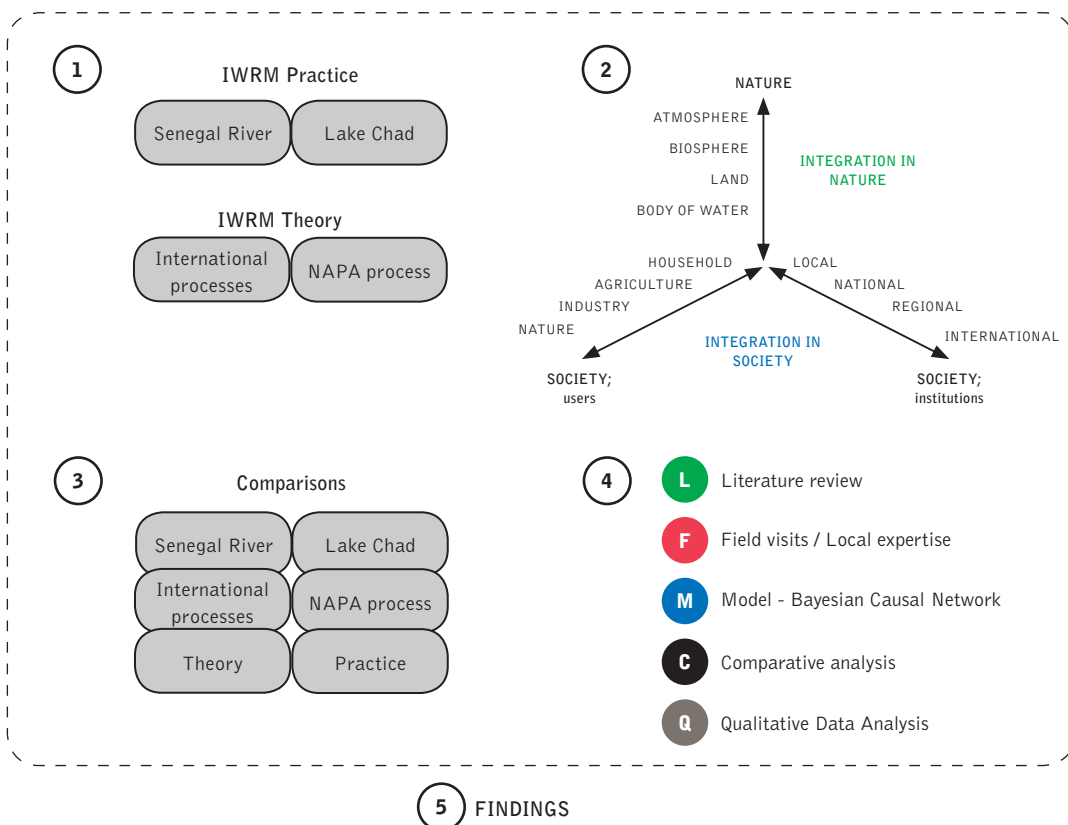 1
IWRM Practice
Senegal River
Lake Chad
IWRM Theory
International
processes
NAPA process
2
NATURE
ATMOSPHERE
BIOSPHERE
LAND
BODY OF WATER
INTEGRATION IN
NATURE
HOUSEHOLD
AGRICULTURE
INDUSTRY
NATURE
LOCAL
NATIONAL
REGIONAL
INTERNATIONAL
INTEGRATION IN
SOCIETY
SOCIETY;
users
SOCIETY;
institutions
3
Comparisons
Senegal River
Lake Chad
International
processes
NAPA process
Theory
Practice
4
L Literature review
F Field visits / Local expertise
M Model - Bayesian Causal Network
C Comparative analysis
Q Qualitative Data Analysis
5 FINDINGS